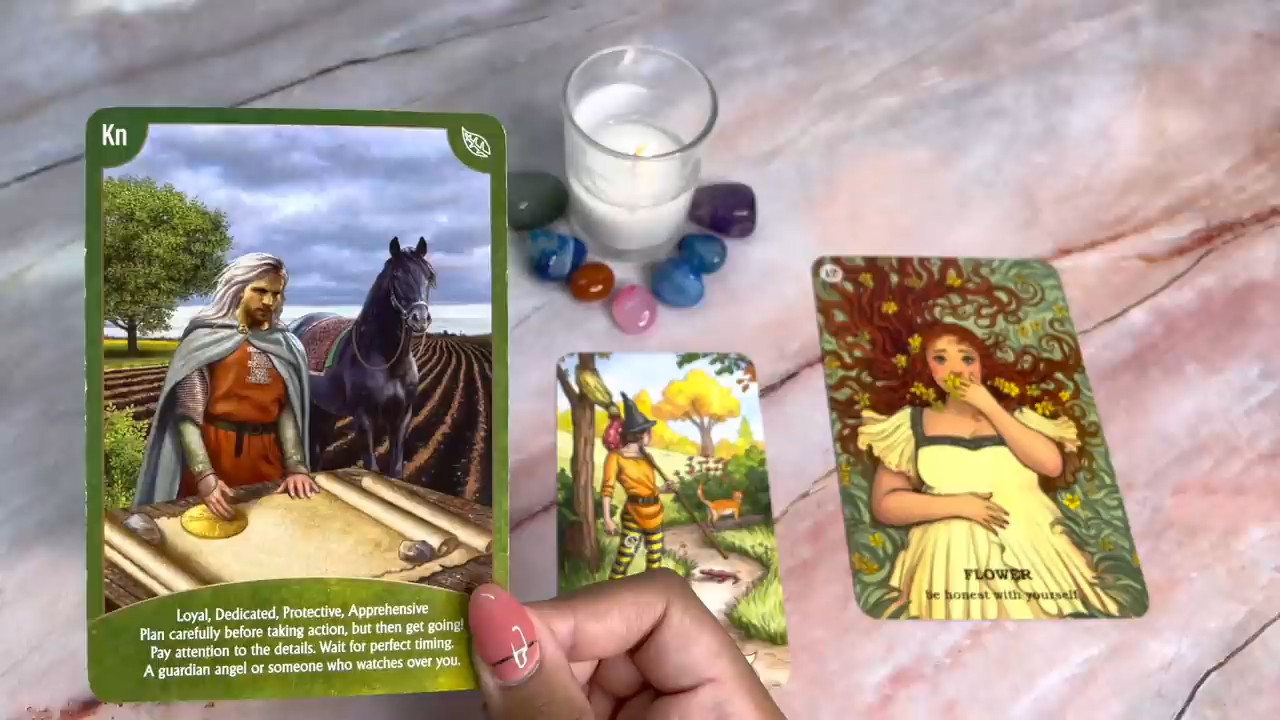 Kn
Loyal, Dedicated, Protective, Apprehensive
Plan carefully before taking action, but then get going!
Pay attention to the details. Wait for perfect timing.
A guardian angel or someone who watches over you.
FLOWER
be honest with yourself